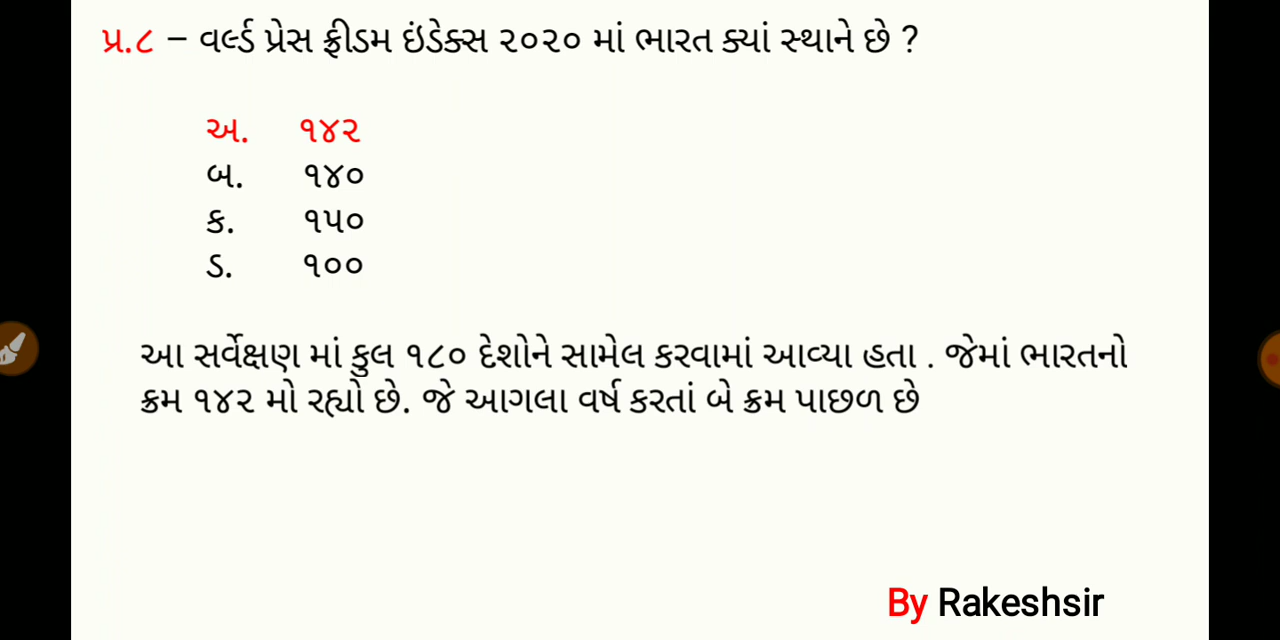 પ્ર.૮ – વર્લ્ડ પ્રેસ ફ્રીડમ ઇંડેક્સ ૨૦૨૦ માં ભારત ક્યાં સ્થાને છે ?
અ. ૧૪૨
બ. ૧૪૦
ક. ૧૫૦
ડ. ૧૦૦
આ સર્વેક્ષણ માં કુલ ૧૮૦ દેશોને સામેલ કરવામાં આવ્યા હતા . જેમાં ભારતનો
ક્રમ ૧૪૨ મો રહ્યો છે. જે આગલા વર્ષ કરતાં બે ક્રમ પાછળ છે
By Rakeshsir